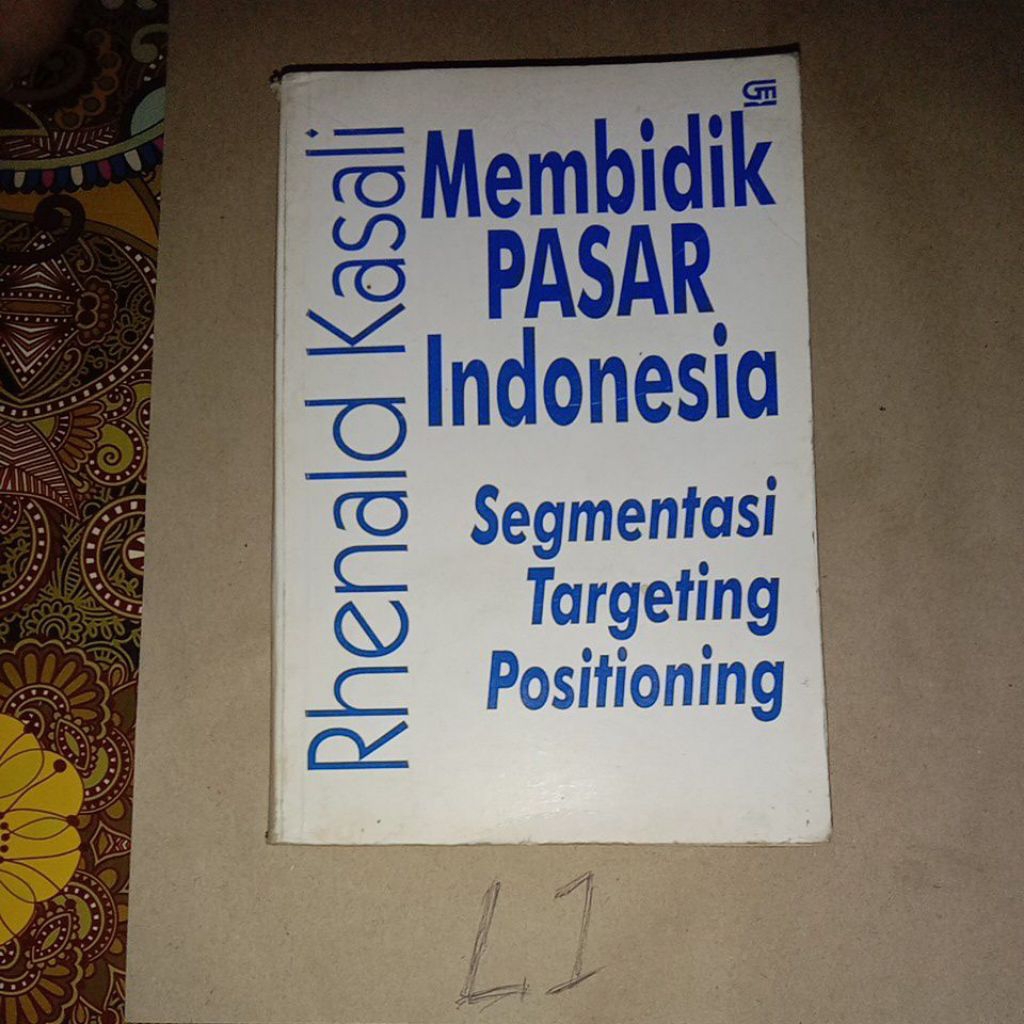 Rhenald Kasali
Membidik
PASAR
Indonesia
Segmentasi
Targeting
Positioning
L1